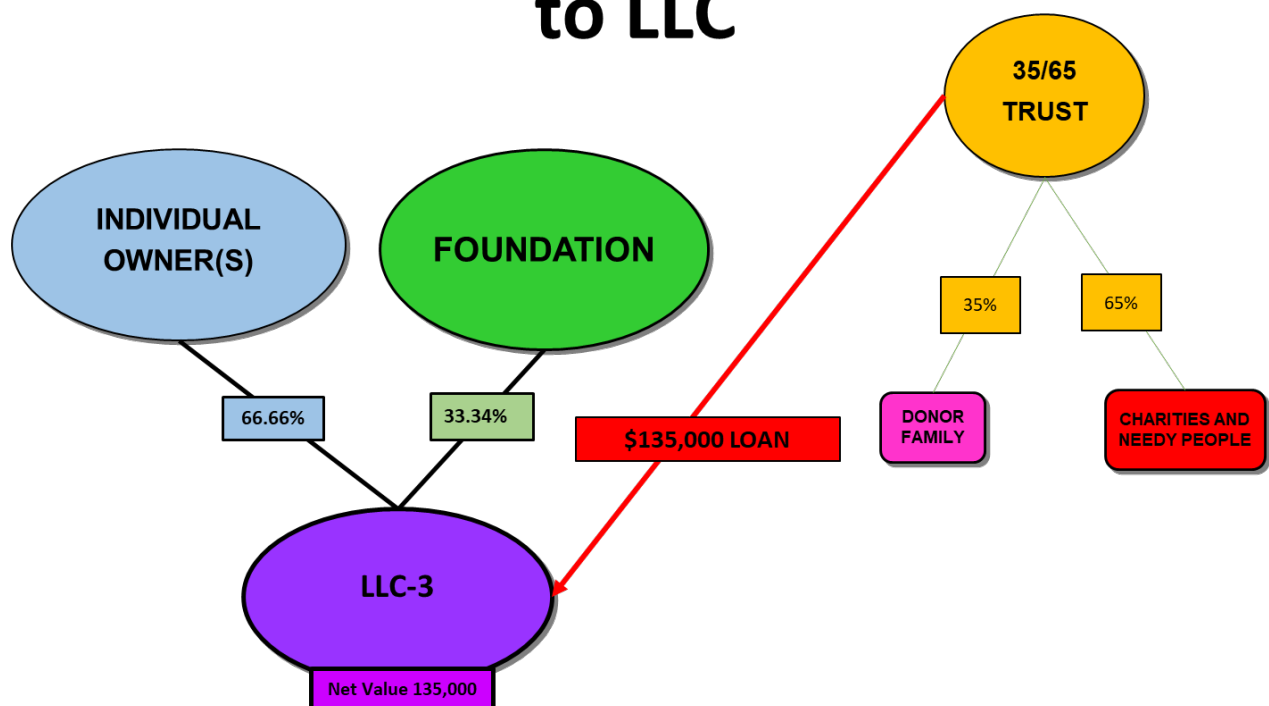 to LLC
35/65
TRUST
INDIVIDUAL
OWNER(S)
FOUNDATION
35%
65%
66.66%
33.34%
$135,000 LOAN
DONOR
FAMILY
CHARITIES AND
NEEDY PEOPLE
LLC-3
Net Value 135,000